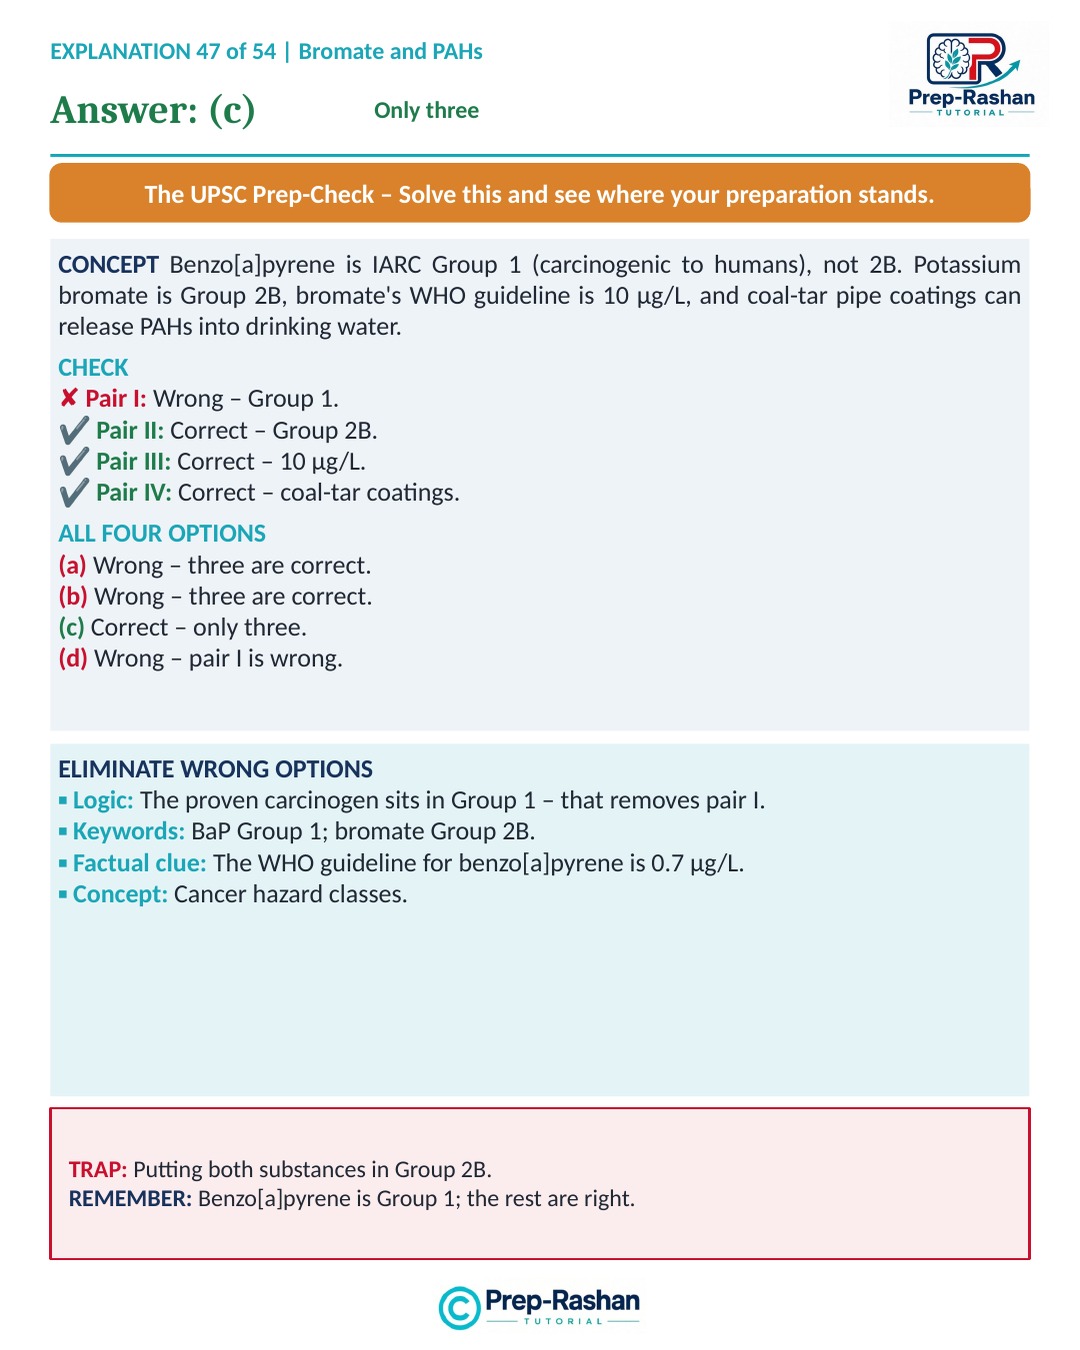 EXPLANATION 47 of 54 | Bromate and PAHs
Prep-Rashan
TUTORIAL
Answer: (c) Only three
The UPSC Prep-Check – Solve this and see where your preparation stands.
CONCEPT Benzo[a]pyrene is IARC Group 1 (carcinogenic to humans), not 2B. Potassium
bromate is Group 2B, bromate's WHO guideline is 10 µg/L, and coal-tar pipe coatings can
release PAHs into drinking water.
CHECK
✘ Pair I: Wrong – Group 1.
✔ Pair II: Correct – Group 2B.
✔ Pair III: Correct – 10 µg/L.
✔ Pair IV: Correct – coal-tar coatings.
ALL FOUR OPTIONS
(a) Wrong – three are correct.
(b) Wrong – three are correct.
(c) Correct – only three.
(d) Wrong – pair I is wrong.
ELIMINATE WRONG OPTIONS
▪ Logic: The proven carcinogen sits in Group 1 – that removes pair I.
▪ Keywords: BaP Group 1; bromate Group 2B.
▪ Factual clue: The WHO guideline for benzo[a]pyrene is 0.7 µg/L.
▪ Concept: Cancer hazard classes.
TRAP: Putting both substances in Group 2B.
REMEMBER: Benzo[a]pyrene is Group 1; the rest are right.
© Prep-Rashan
TUTORIAL